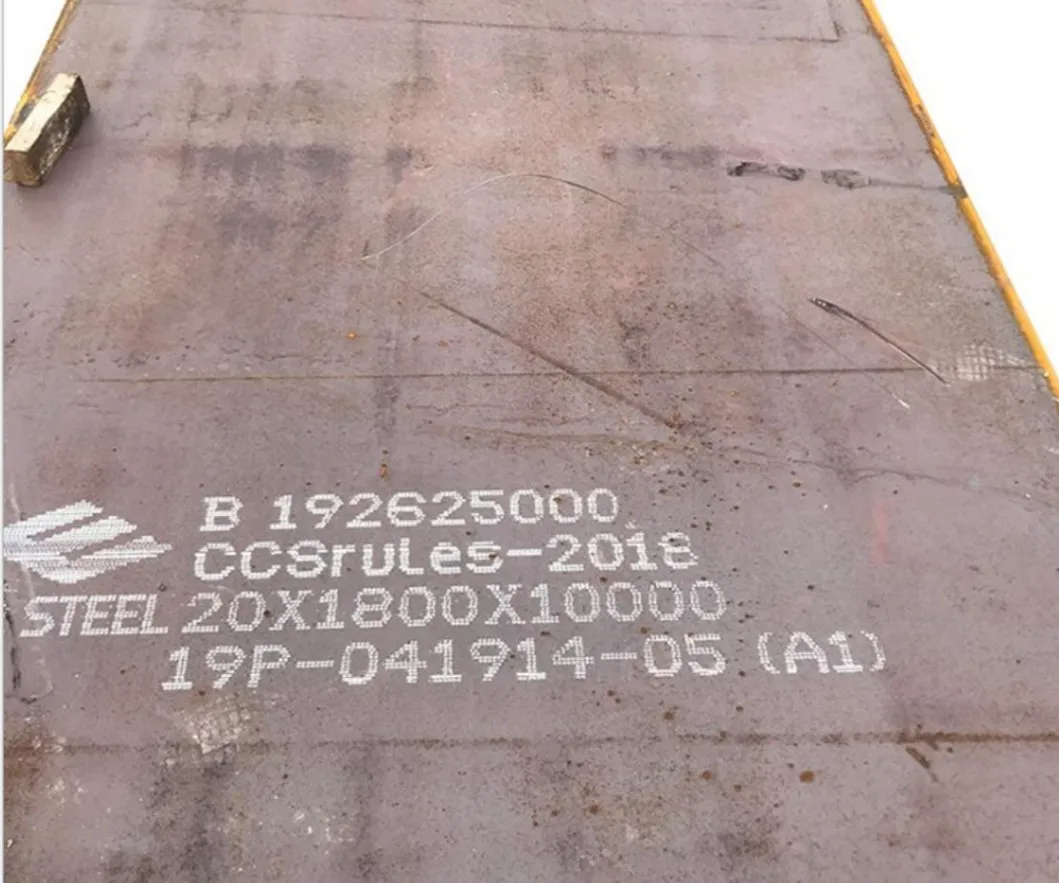 B 192625000
CCSrules-2018
STEEL 20X1800X10000
19P-041914-05 (A1)